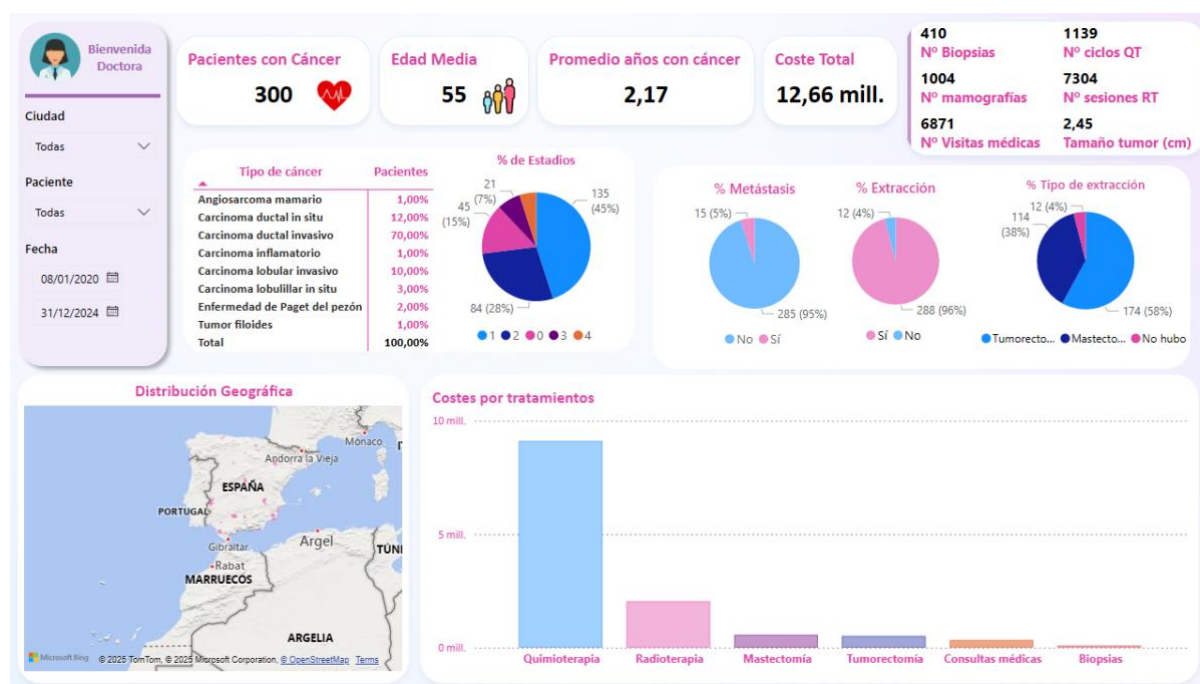 Bienvenida
Doctora
Ciudad
Todas
Paciente
Todas
Fecha
08/01/2020
31/12/2024
Pacientes con Cáncer
300
Edad Media
55
Promedio años con cáncer
2,17
Coste Total
12,66 mill.
410
Nº Biopsias
1139
Nº ciclos QT
1004
Nº mamografías
7304
Nº sesiones RT
6871
Nº Visitas médicas
2,45
Tamaño tumor (cm)
Tipo de cáncer Pacientes
Angiosarcoma mamario 1,00%
Carcinoma ductal in situ 12,00%
Carcinoma ductal invasivo 70,00%
Carcinoma inflamatorio 1,00%
Carcinoma lobular invasivo 10,00%
Carcinoma lobulillar in situ 3,00%
Enfermedad de Paget del pezón 2,00%
Tumor filoides 1,00%
Total 100,00%
% de Estadios
21
(7%)
45
(15%)
135
(45%)
84 (28%)
1 2 0 3 4
% Metástasis
15 (5%)
285 (95%)
No Sí
% Extracción
12 (4%)
288 (96%)
Sí No
% Tipo de extracción
12 (4%)
114
(38%)
174 (58%)
Tumorecto... Mastecto... No hubo
Distribución Geográfica
Mónaco
Andorra la Vieja
ESPAÑA
PORTUGAL
Gibraltar
Argel
TÚN
Rabat
MARRUECOS
ARGELIA
Microsoft Bing
© 2025 TomTom, © 2025 Microsoft Corporation, © OpenStreetMap Terms
Costes por tratamientos
10 mill.
5 mill.
0 mill.
Quimioterapia Radioterapia Mastectomía Tumorectomía Consultas médicas Biopsias